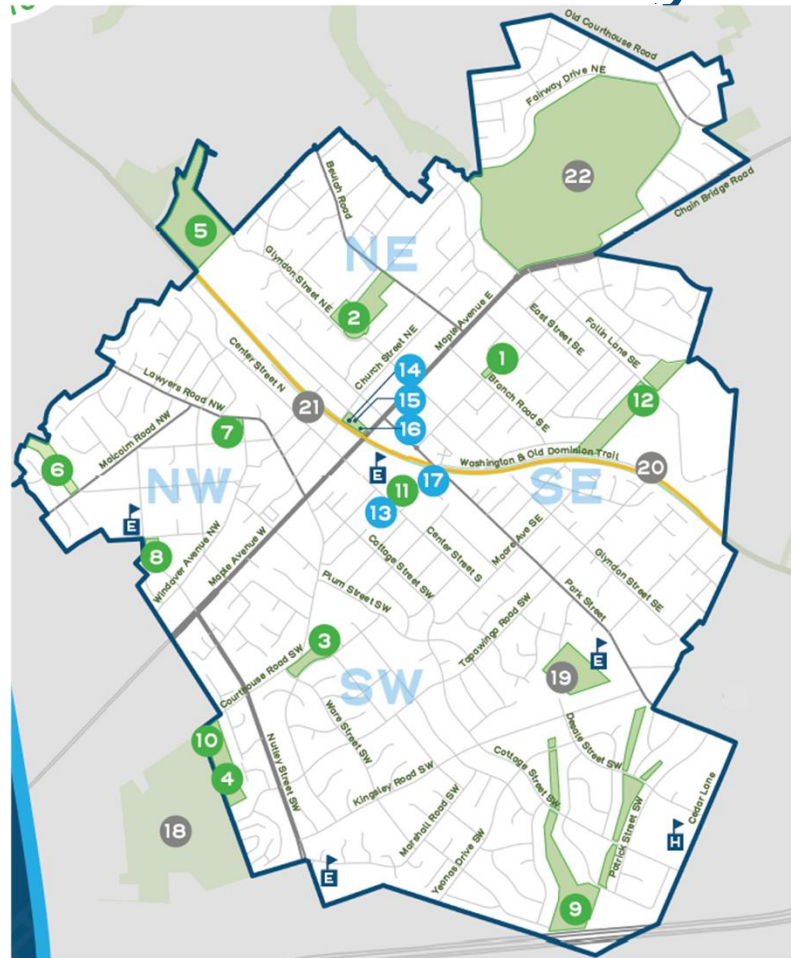 Old Courthouse Road
Fairway Drive NE
22
Chain Bridge Road
Beulah Road
5
NE
Glyndon Street NE
2
Maple Avenue E
East Street SE
Follin Lane SE
Church Street NE
Center Street N
1
14
Branch Road SE
15
12
Lawyers Road NW
21
16
7
Malcolm Road NW
Washington & Old Dominion Trail
6
E
20
NW
17
SE
11
E
13
8
Windover Avenue NW
Maple Avenue W
Cottage Street SW
Center Street S
Moore Ave SE
Glyndon Street SE
Plum Street SW
Park Street
Tapawingo Road SW
3
E
Courthouse Road SW
19
SW
10
Ware Street SW
Desale Street SW
4
Nutley Street SW
Cottage Street SW
Kingsley Road SW
Cedar Lane
18
Marshall Road SW
Patrick Street SW
H
E
Yeonas Drive SW
9